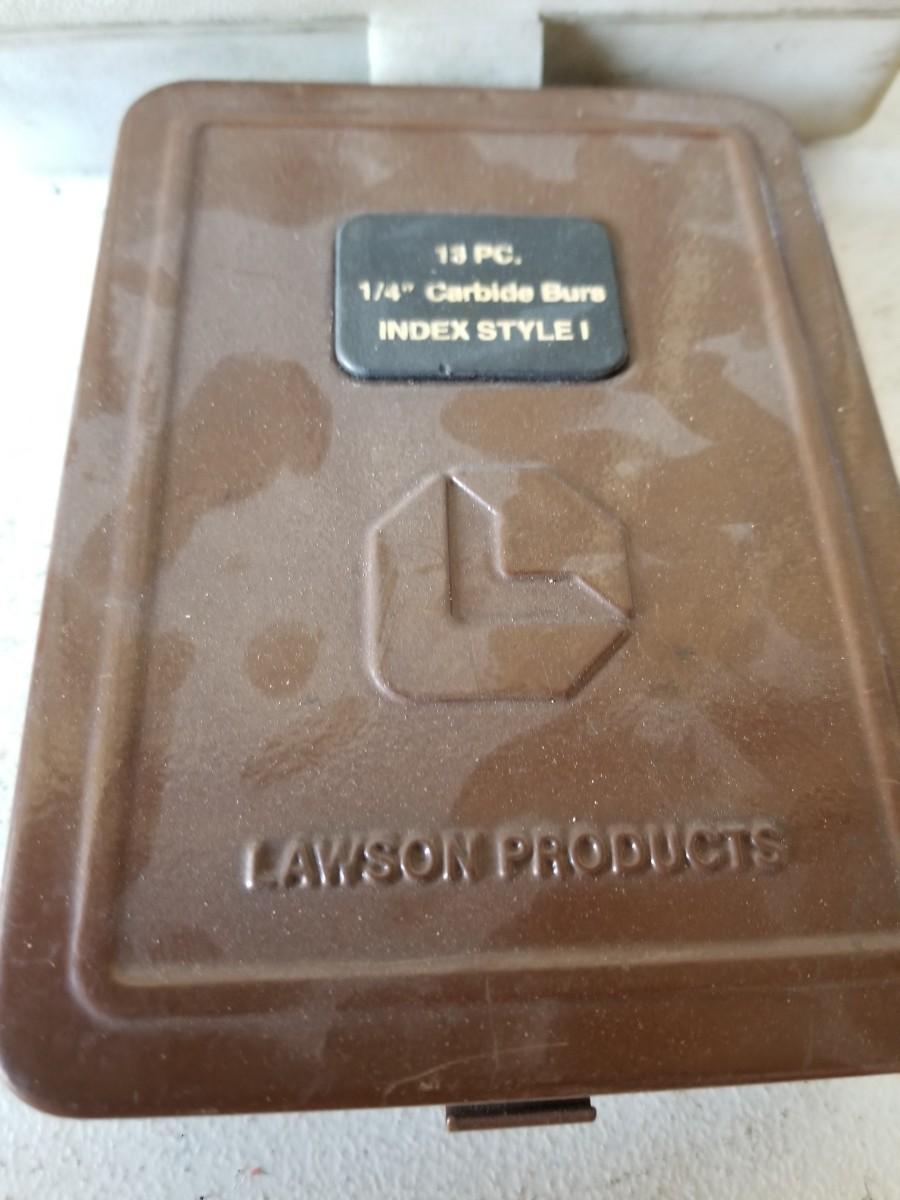 13 PC.
1/4" Carbide Burs
INDEX STYLE I
LAWSON PRODUCTS